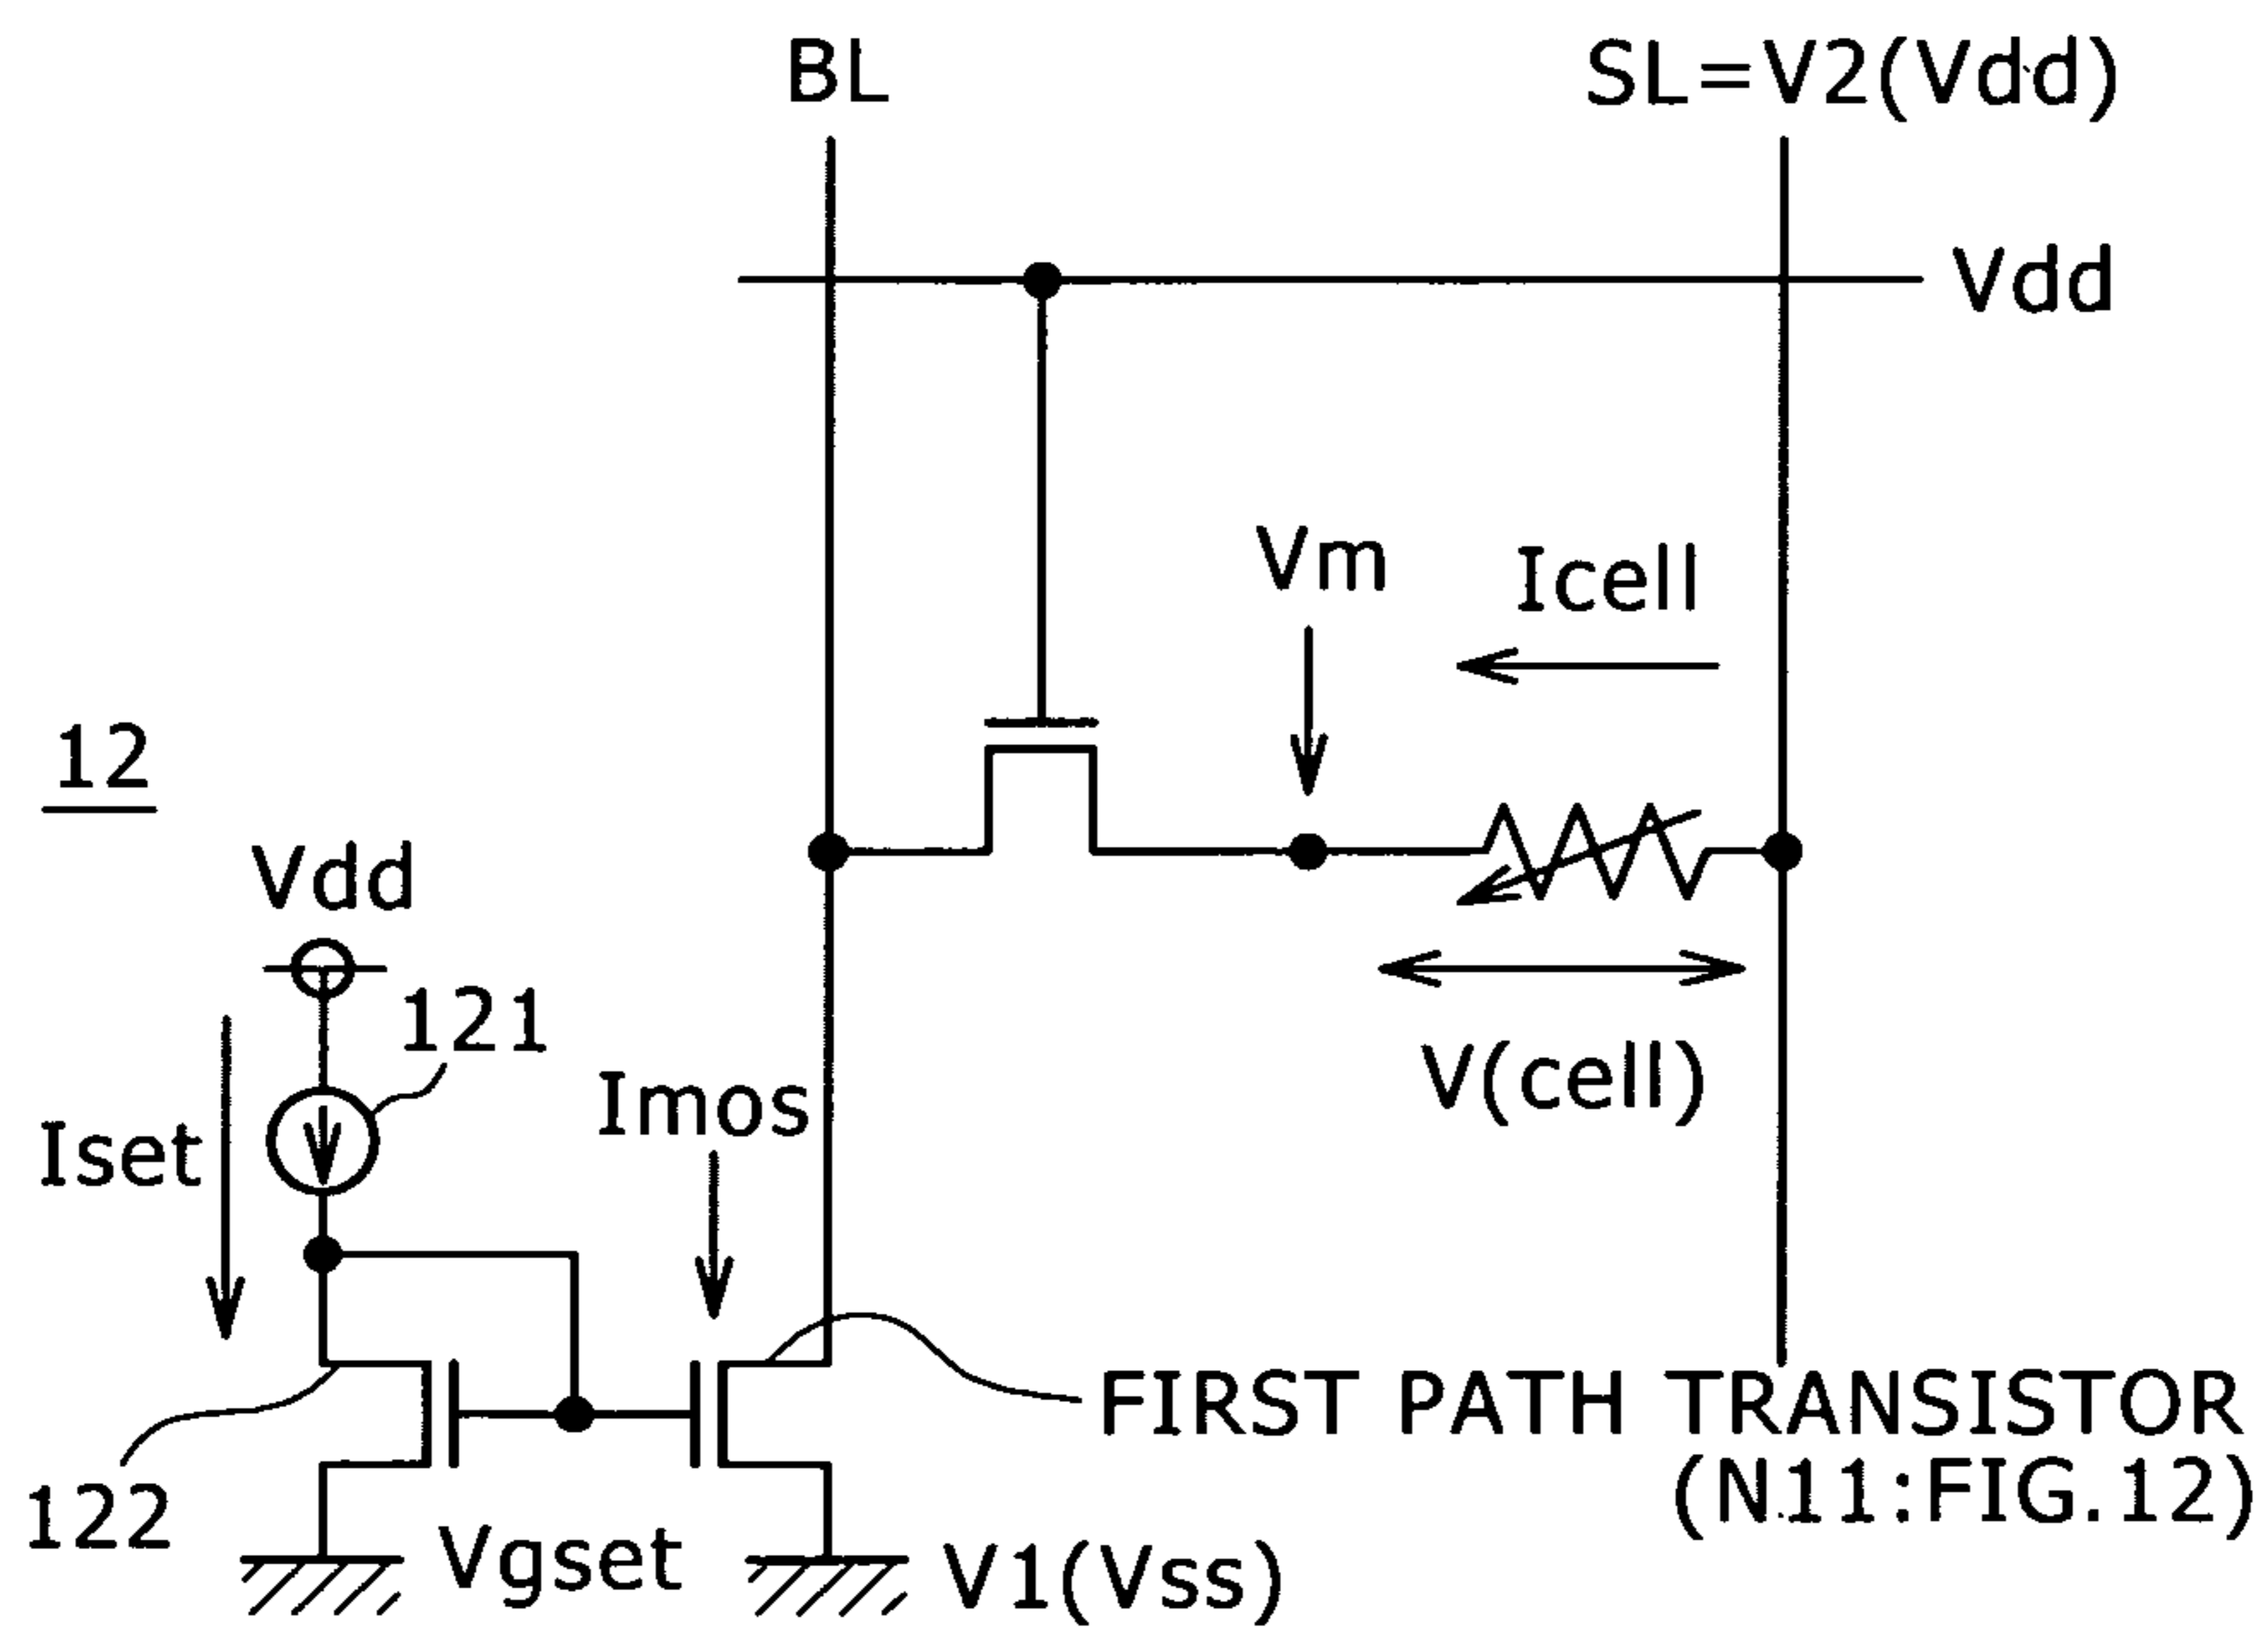 BL
SL=V2(Vdd)
Vdd
Vm
Icell
12
Vdd
121
V(cell)
Imos
Iset
FIRST PATH TRANSISTOR
(N11:FIG.12)
122
Vgset
V1(Vss)